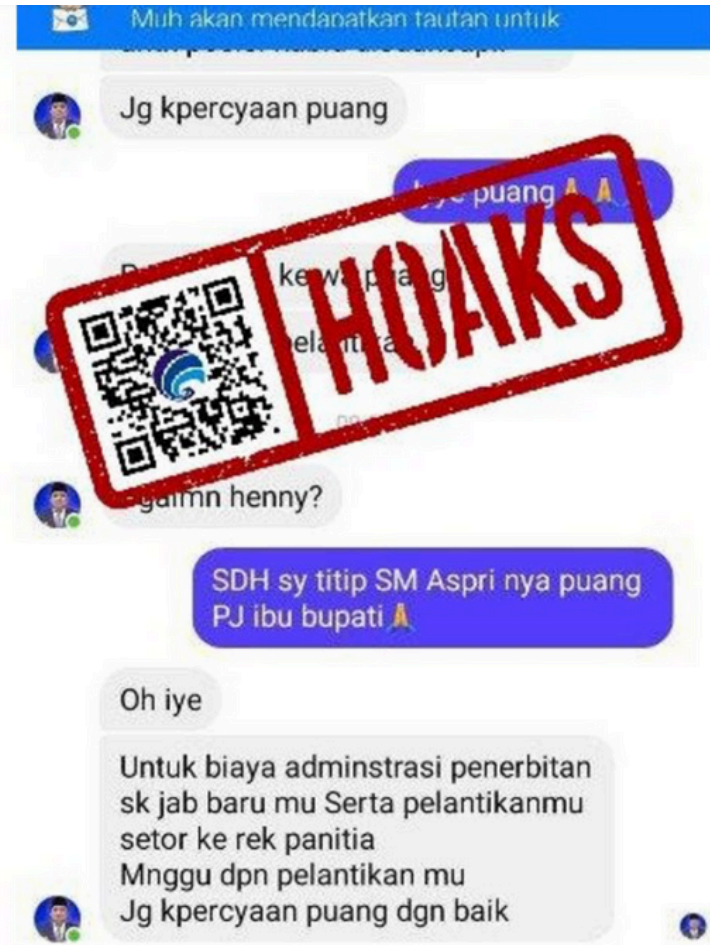 Muh akan mendapatkan tautan untuk
Jg kpercyaan puang
puang🙏🙏
HOAKS
henny?
SDH sy titip SM Aspri nya puang
PJ ibu bupati🙏
Oh iye
Untuk biaya adminstrasi penerbitan
sk jab baru mu Serta pelantikanmu
setor ke rek panitia
Mnggu dpn pelantikan mu
Jg kpercyaan puang dgn baik